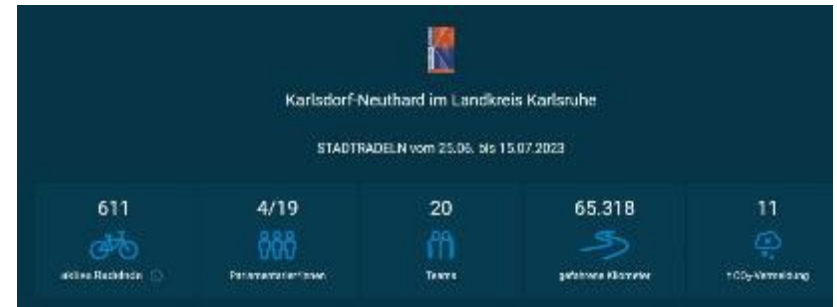 Karlsdorf-Neuthard im Landkreis Karlsruhe
STADTRADELN vom 25.06. bis 15.07.2023
611 4/19 20 65.318 11
aktive Radelnde Parlamentarier*innen Teams gefahrene Kilometer t CO₂-Vermeidung